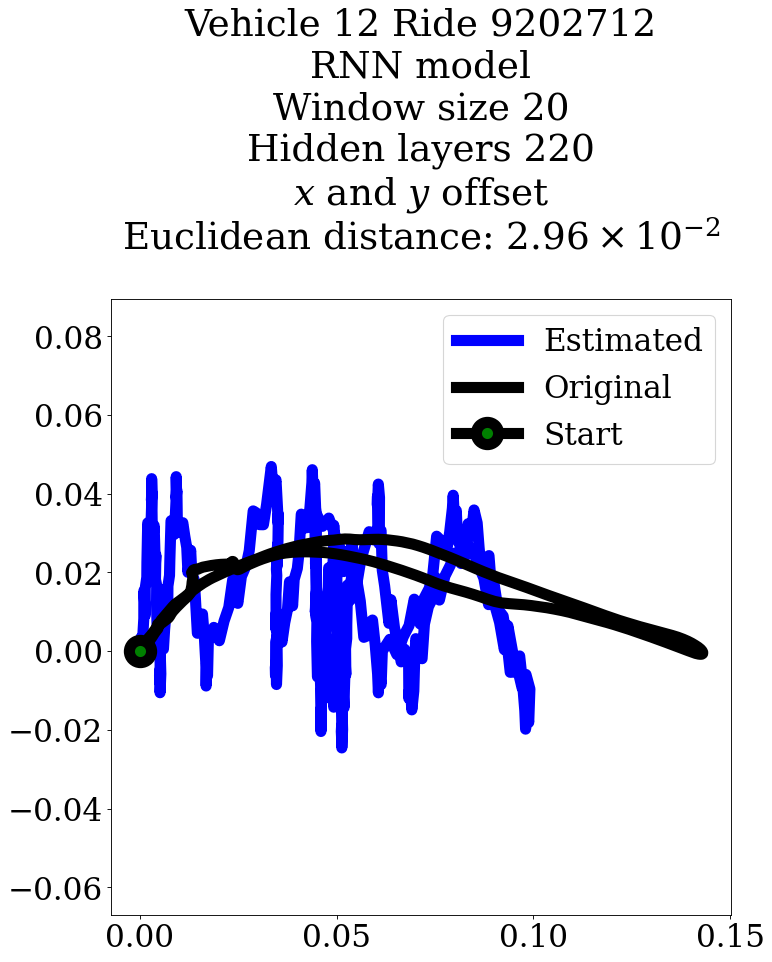 Vehicle 12 Ride 9202712
RNN model
Window size 20
Hidden layers 220
x and y offset
Euclidean distance: 2.96 × 10⁻²
Estimated
Original
Start
0.08
0.06
0.04
0.02
0.00
−0.02
−0.04
−0.06
0.00 0.05 0.10 0.15